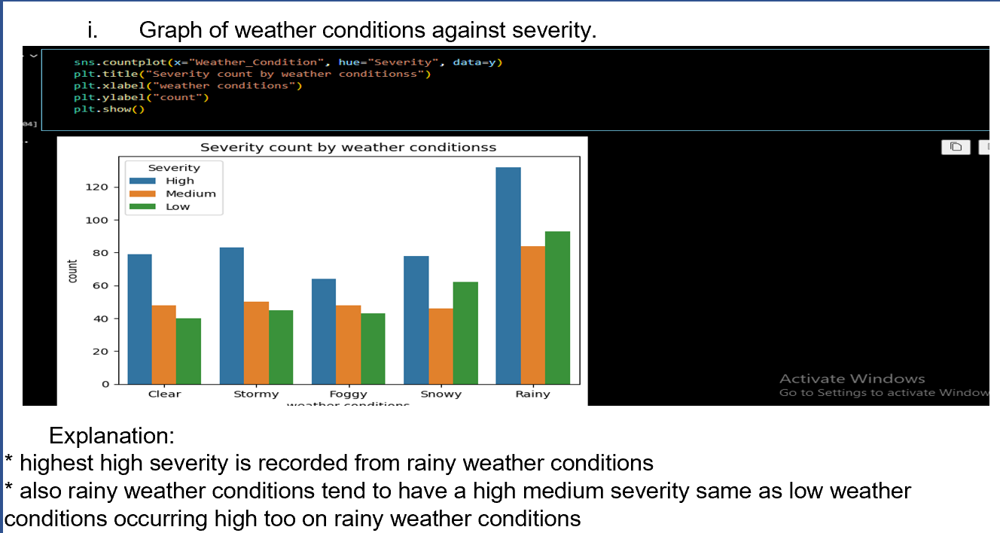 i. Graph of weather conditions against severity.
sns.countplot(x="Weather_Condition", hue="Severity", data=y)
plt.title("Severity count by weather conditionss")
plt.xlabel("weather conditions")
plt.ylabel("count")
plt.show()
04]
Severity count by weather conditionss
Severity
High
Medium
Low
120
100
80
60
40
20
0
count
Clear Stormy Foggy Snowy Rainy
weather conditions
Activate Windows
Go to Settings to activate Window
Explanation:
* highest high severity is recorded from rainy weather conditions
* also rainy weather conditions tend to have a high medium severity same as low weather
conditions occurring high too on rainy weather conditions